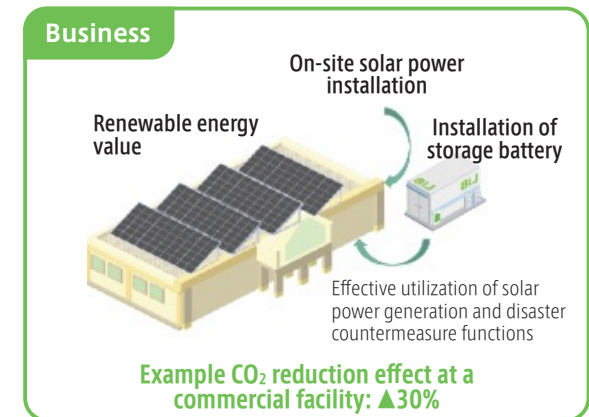 Business
On-site solar power
installation
Renewable energy
value
Installation of
storage battery
Effective utilization of solar
power generation and disaster
countermeasure functions
Example CO₂ reduction effect at a
commercial facility: ▲30%